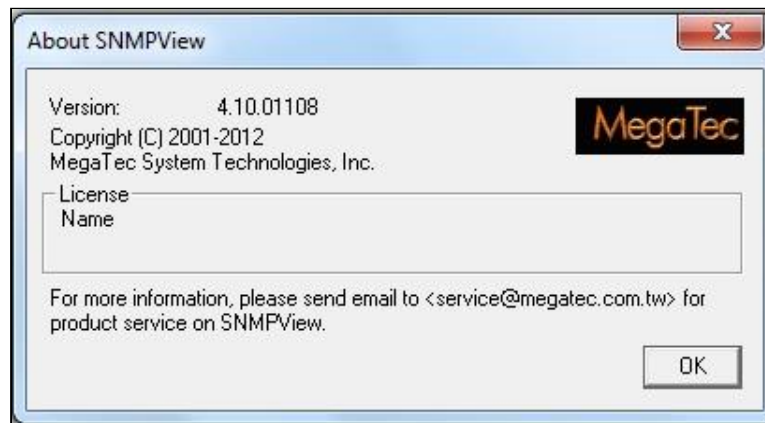 About SNMPView
Version: 4.10.01108
MegaTec
Copyright (C) 2001-2012
MegaTec System Technologies, Inc.
License
Name
For more information, please send email to <service@megatec.com.tw> for
product service on SNMPView.
OK